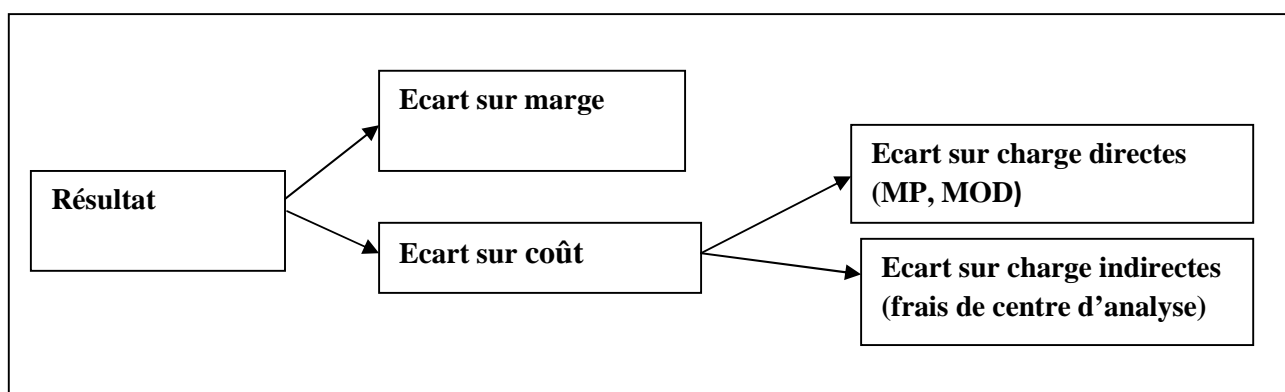 Résultat
Ecart sur marge
Ecart sur coût
Ecart sur charge directes
(MP, MOD)
Ecart sur charge indirectes
(frais de centre d’analyse)